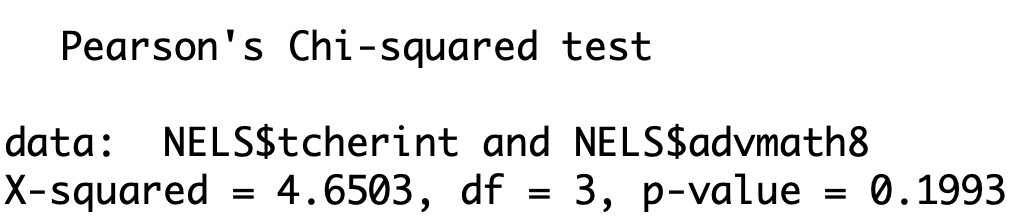 Pearson's Chi-squared test
data:  NELS$tcherint and NELS$advmath8
X-squared = 4.6503, df = 3, p-value = 0.1993